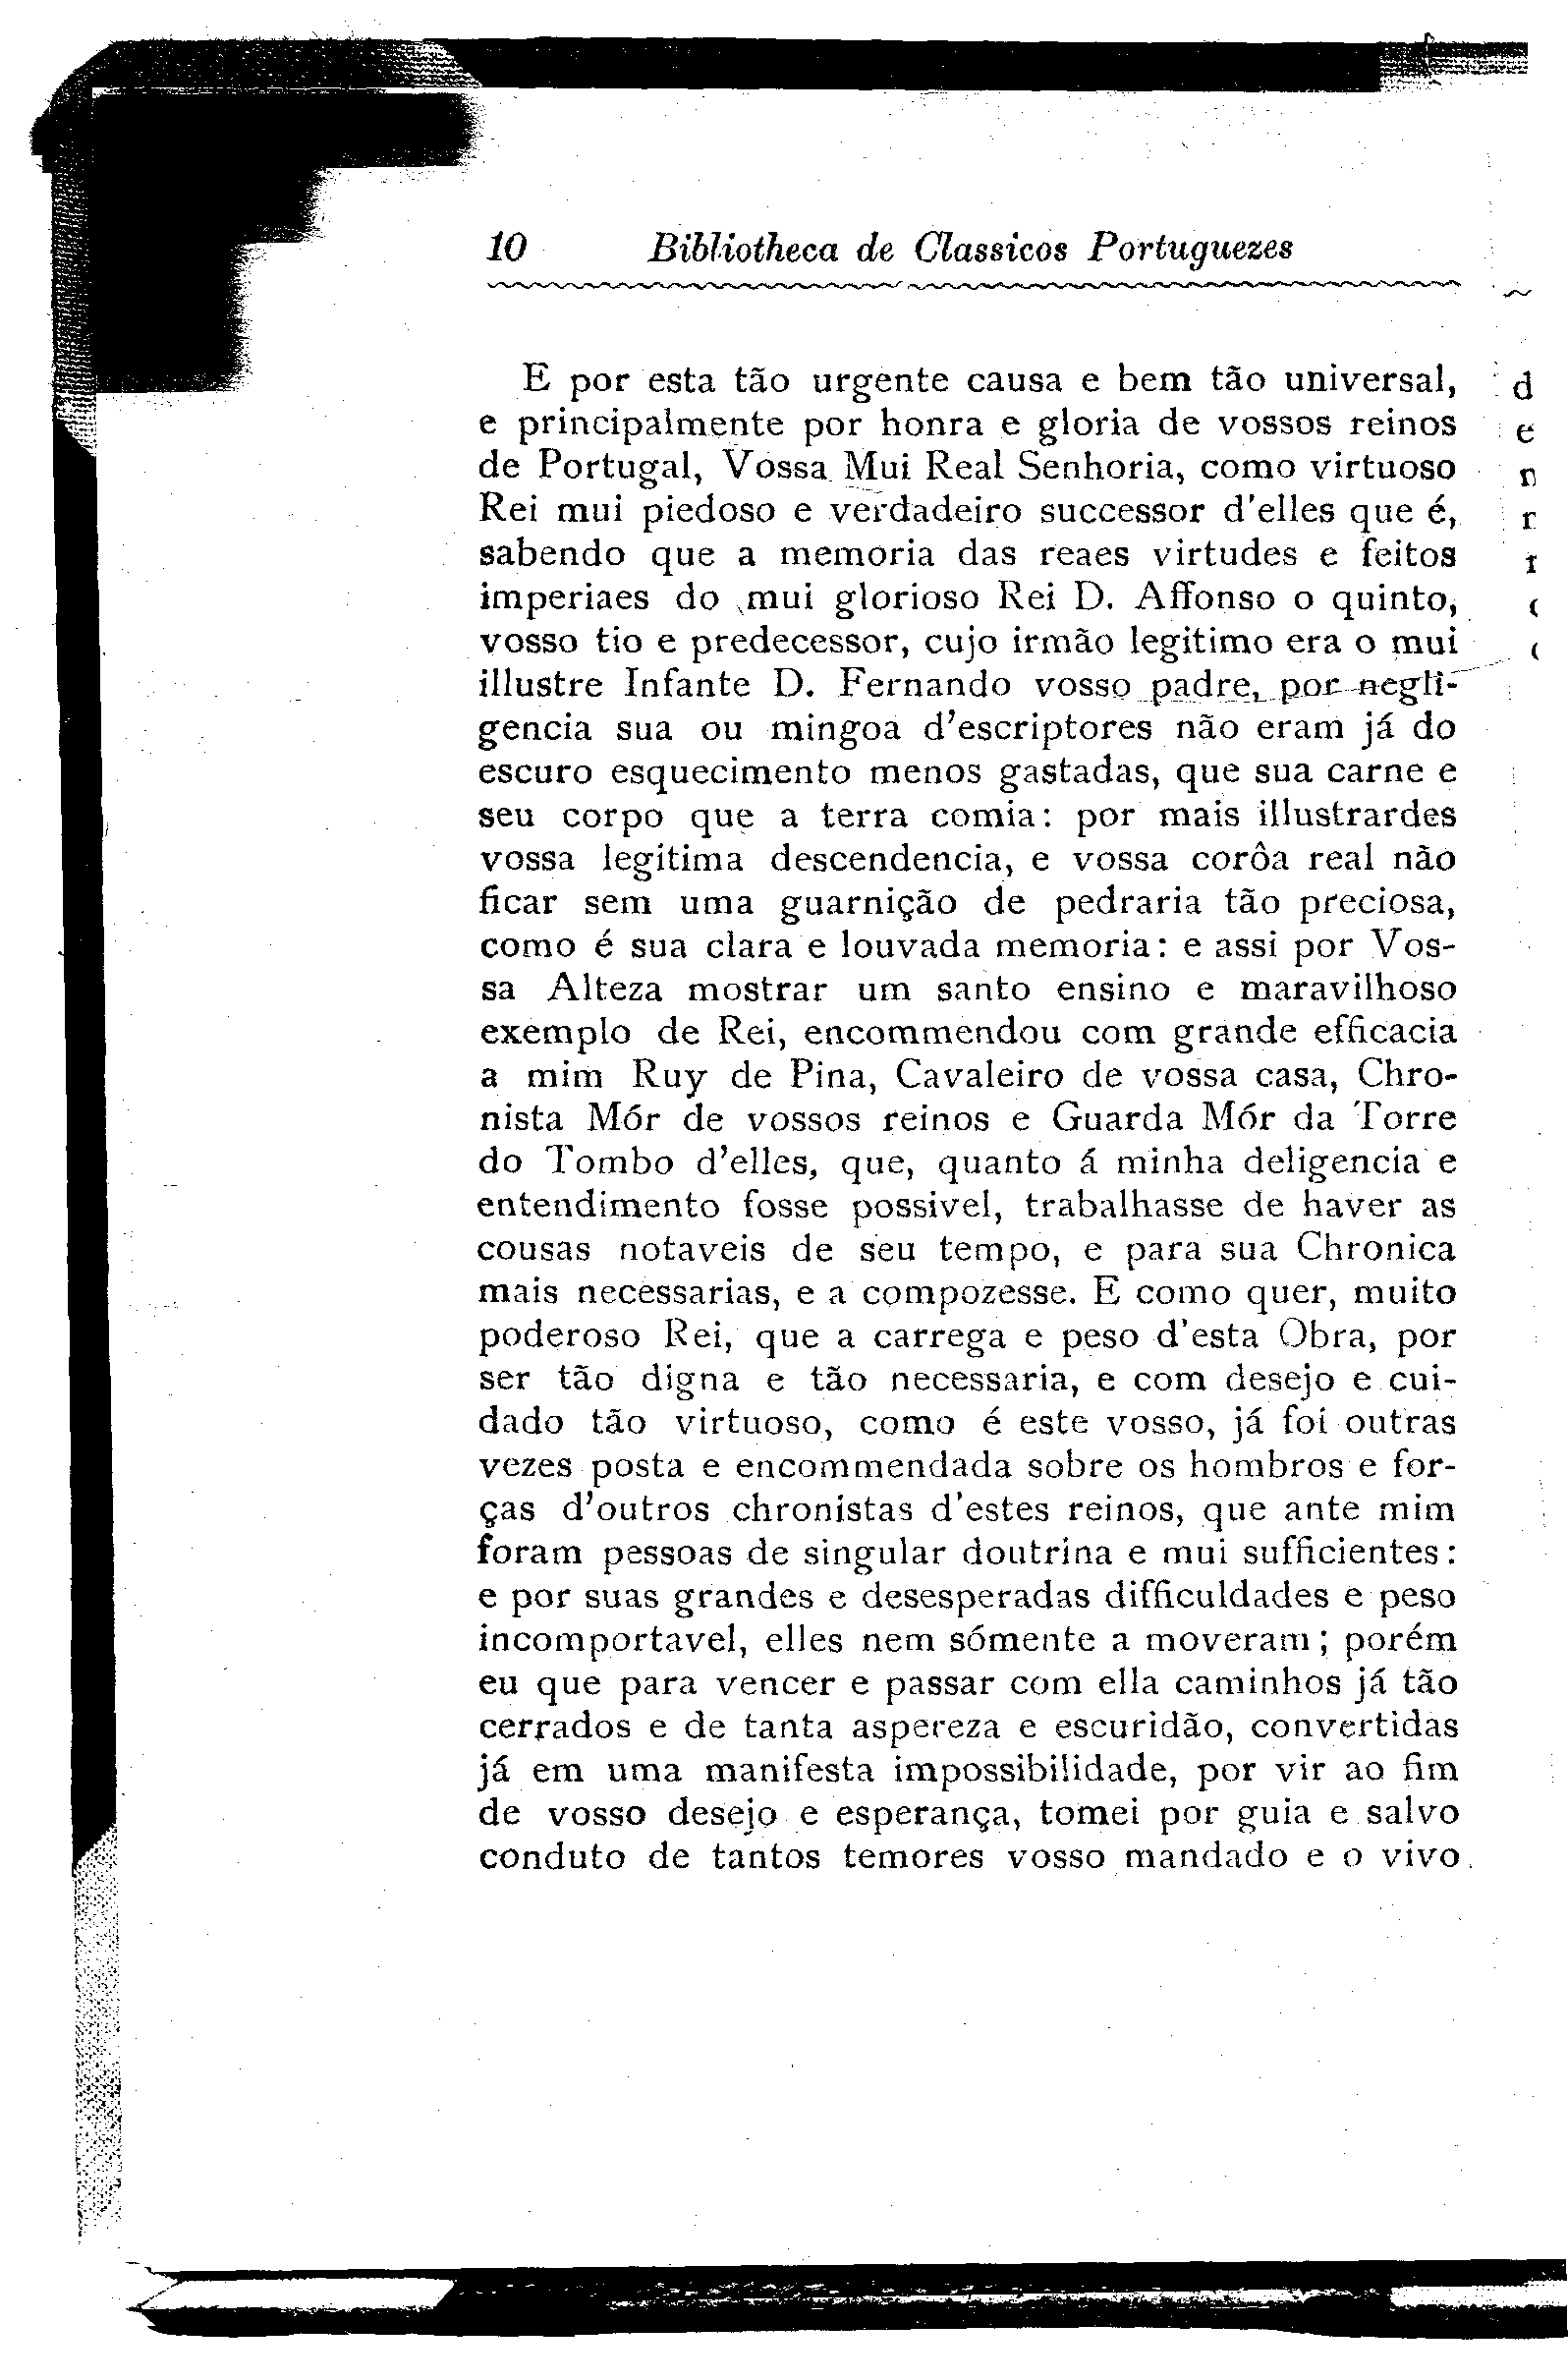 10 Bibliotheca de Classicos Portuguezes
E por esta tão urgente causa e bem tão universal,
e principalmente por honra e gloria de vossos reinos
de Portugal, Vossa Mui Real Senhoria, como virtuoso
Rei mui piedoso e verdadeiro successor d'elles que é,
sabendo que a memoria das reaes virtudes e feitos
imperiaes do mui glorioso Rei D. Affonso o quinto,
vosso tio e predecessor, cujo irmão legitimo era o mui
illustre Infante D. Fernando vosso padre, por negli-
gencia sua ou mingoa d'escriptores não eram já do
escuro esquecimento menos gastadas, que sua carne e
seu corpo que a terra comia: por mais illustrardes
vossa legitima descendencia, e vossa corôa real não
ficar sem uma guarnição de pedraria tão preciosa,
como é sua clara e louvada memoria: e assi por Vos-
sa Alteza mostrar um santo ensino e maravilhoso
exemplo de Rei, encommendou com grande efficacia
a mim Ruy de Pina, Cavaleiro de vossa casa, Chro-
nista Mór de vossos reinos e Guarda Mór da Torre
do Tombo d'elles, que, quanto á minha deligencia e
entendimento fosse possivel, trabalhasse de haver as
cousas notaveis de seu tempo, e para sua Chronica
mais necessarias, e a compozesse. E como quer, muito
poderoso Rei, que a carrega e peso d'esta Obra, por
ser tão digna e tão necessaria, e com desejo e cui-
dado tão virtuoso, como é este vosso, já foi outras
vezes posta e encommendada sobre os hombros e for-
ças d'outros chronistas d'estes reinos, que ante mim
foram pessoas de singular doutrina e mui sufficientes:
e por suas grandes e desesperadas difficuldades e peso
incomportavel, elles nem sómente a moveram; porém
eu que para vencer e passar com ella caminhos já tão
cerrados e de tanta aspereza e escuridão, convertidas
já em uma manifesta impossibilidade, por vir ao fim
de vosso desejo e esperança, tomei por guia e salvo
conduto de tantos temores vosso mandado e o vivo